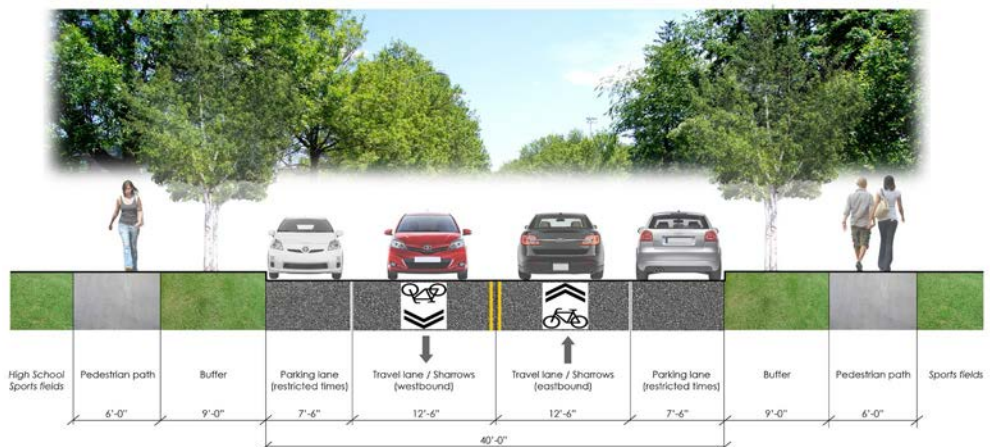 High School
Sports fields
Pedestrian path
Buffer
Parking lane
(restricted times)
Travel lane / Sharrows
(westbound)
Travel lane / Sharrows
(eastbound)
Parking lane
(restricted times)
Buffer
Pedestrian path
Sports fields
6'-0"
9'-0"
7'-6"
12'-6"
12'-6"
7'-6"
9'-0"
6'-0"
40'-0"